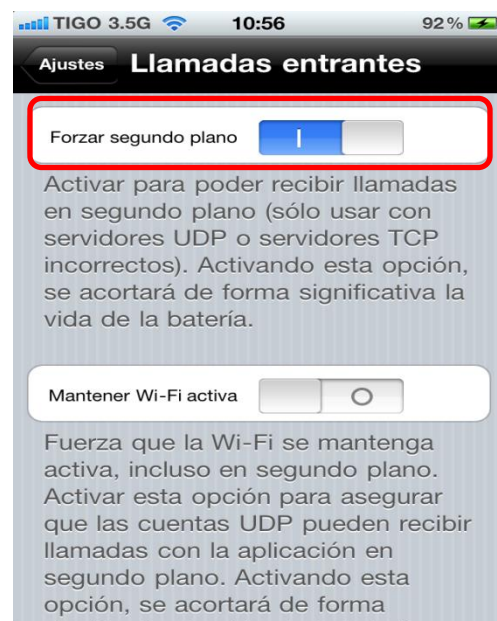 TIGO 3.5G 10:56 92%
Ajustes Llamadas entrantes
Forzar segundo plano
Activar para poder recibir llamadas
en segundo plano (sólo usar con
servidores UDP o servidores TCP
incorrectos). Activando esta opción,
se acortará de forma significativa la
vida de la batería.
Mantener Wi-Fi activa
Fuerza que la Wi-Fi se mantenga
activa, incluso en segundo plano.
Activar esta opción para asegurar
que las cuentas UDP pueden recibir
llamadas con la aplicación en
segundo plano. Activando esta
opción, se acortará de forma